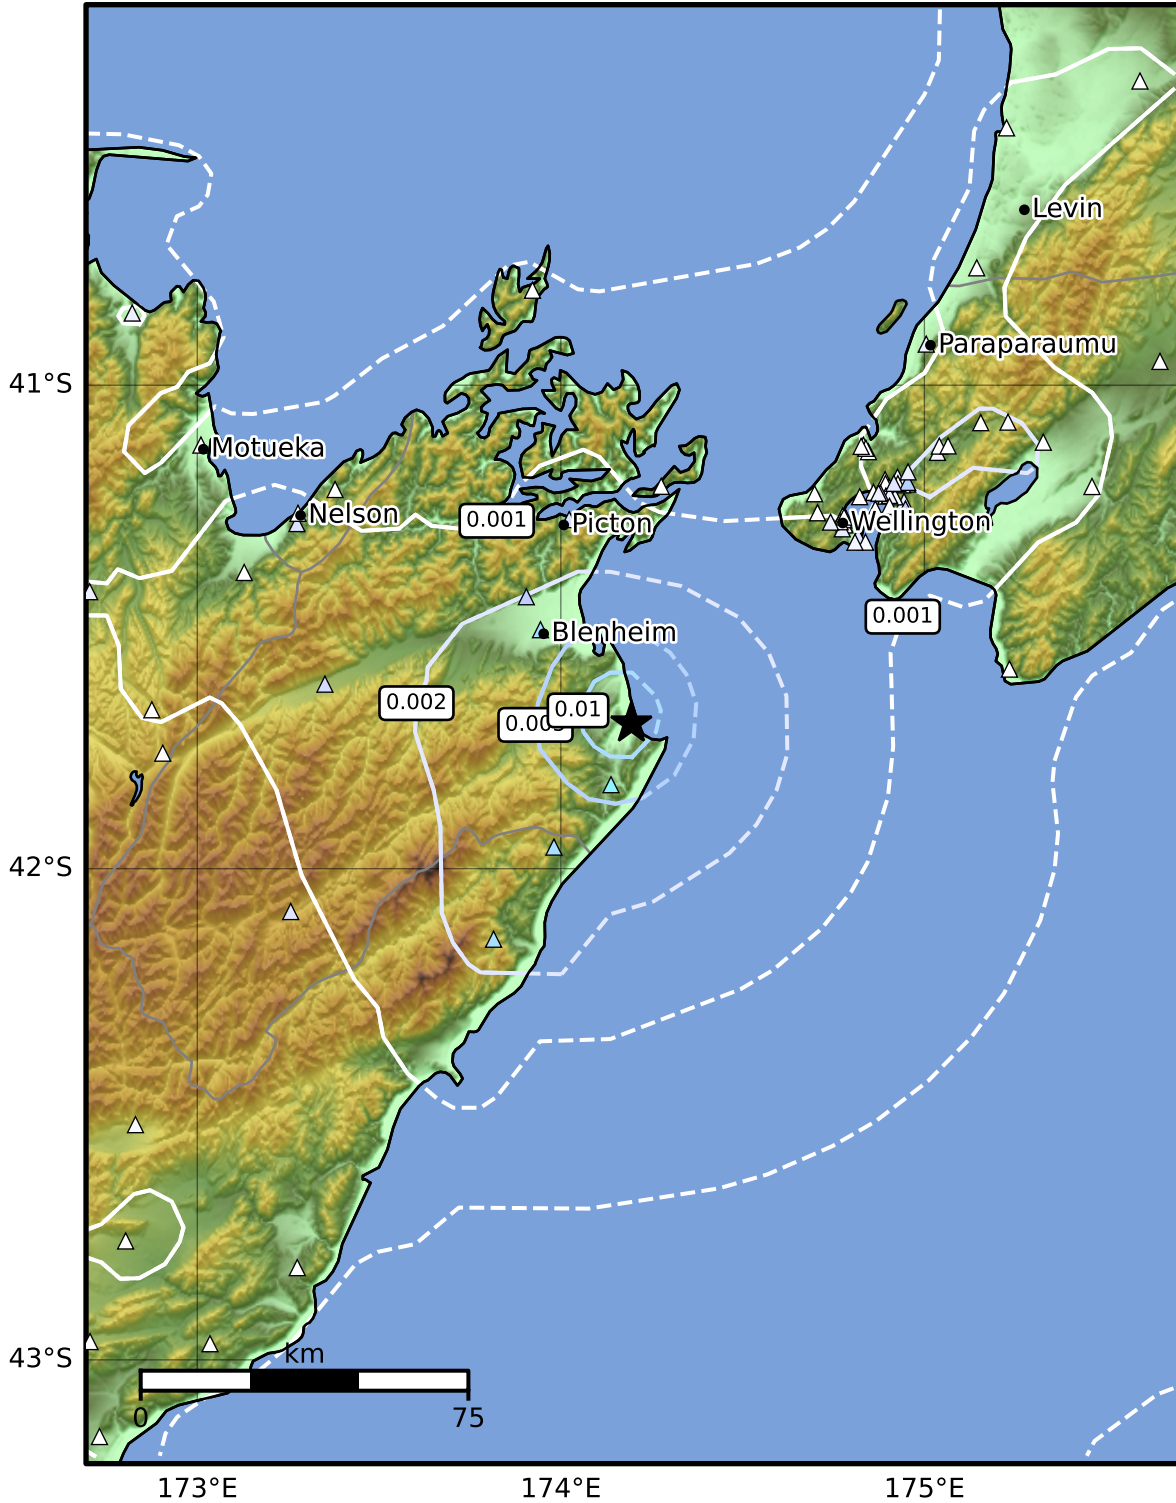 Levin
Paraparaumu
41°S
Motueka
Nelson
0.001
Picton
Wellington
0.001
Blenheim
0.002
0.01
42°S
43°S
km
0
75
173°E
174°E
175°E